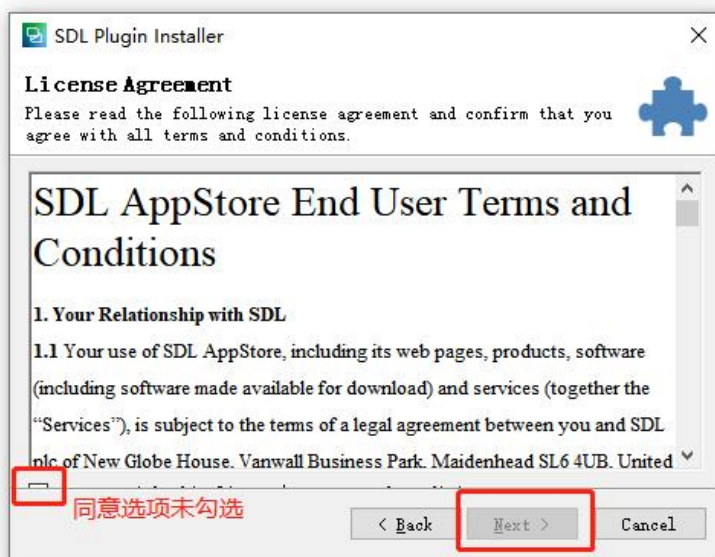 SDL Plugin Installer
License Agreement
Please read the following license agreement and confirm that you
agree with all terms and conditions.
SDL AppStore End User Terms and
Conditions
1. Your Relationship with SDL
1.1 Your use of SDL AppStore, including its web pages, products, software
(including software made available for download) and services (together the
“Services”), is subject to the terms of a legal agreement between you and SDL
plc of New Globe House, Vanwall Business Park, Maidenhead SL6 4UB, United
同意选项未勾选
< Back
Next >
Cancel